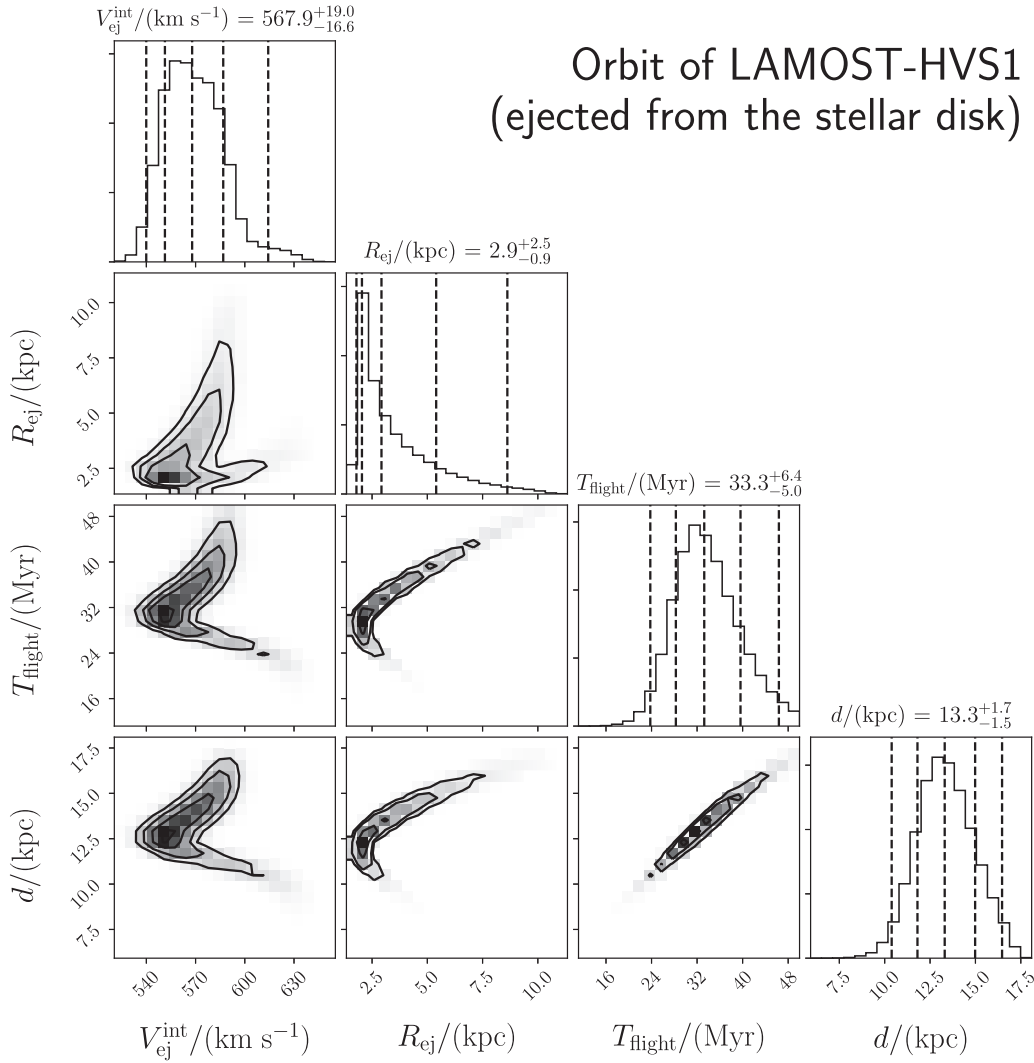 V_ej^int/(km s^−1) = 567.9^+19.0_−16.6
Orbit of LAMOST-HVS1
(ejected from the stellar disk)
R_ej/(kpc) = 2.9^+2.5_−0.9
R_ej/(kpc)
10.0
7.5
5.0
2.5
T_flight/(Myr) = 33.3^+6.4_−5.0
T_flight/(Myr)
48
40
32
24
16
d/(kpc) = 13.3^+1.7_−1.5
d/(kpc)
17.5
15.0
12.5
10.0
7.5
540 570 600 630 2.5 5.0 7.5 10.0 16 24 32 40 48 7.5 10.0 12.5 15.0 17.5
V_ej^int/(km s^−1) R_ej/(kpc) T_flight/(Myr) d/(kpc)